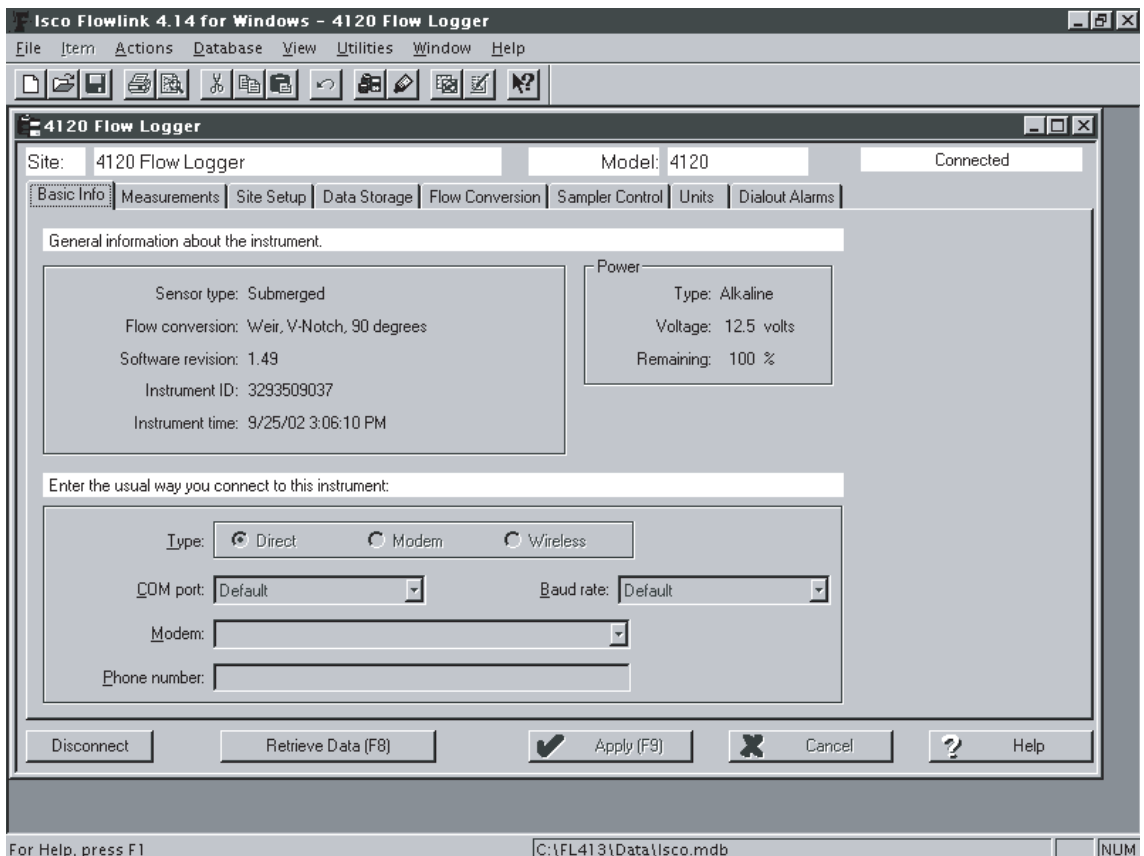 Isco Flowlink 4.14 for Windows - 4120 Flow Logger
File Item Actions Database View Utilities Window Help
4120 Flow Logger
Site: 4120 Flow Logger Model: 4120 Connected
Basic Info Measurements Site Setup Data Storage Flow Conversion Sampler Control Units Dialout Alarms
General information about the instrument.
Sensor type: Submerged
Flow conversion: Weir, V-Notch, 90 degrees
Software revision: 1.49
Instrument ID: 3293509037
Instrument time: 9/25/02 3:06:10 PM
Power
Type: Alkaline
Voltage: 12.5 volts
Remaining: 100 %
Enter the usual way you connect to this instrument:
Type: Direct Modem Wireless
COM port: Default Baud rate: Default
Modem:
Phone number:
Disconnect Retrieve Data (F8) Apply (F9) Cancel ? Help
For Help, press F1 C:\FL413\Data\Isco.mdb NUM